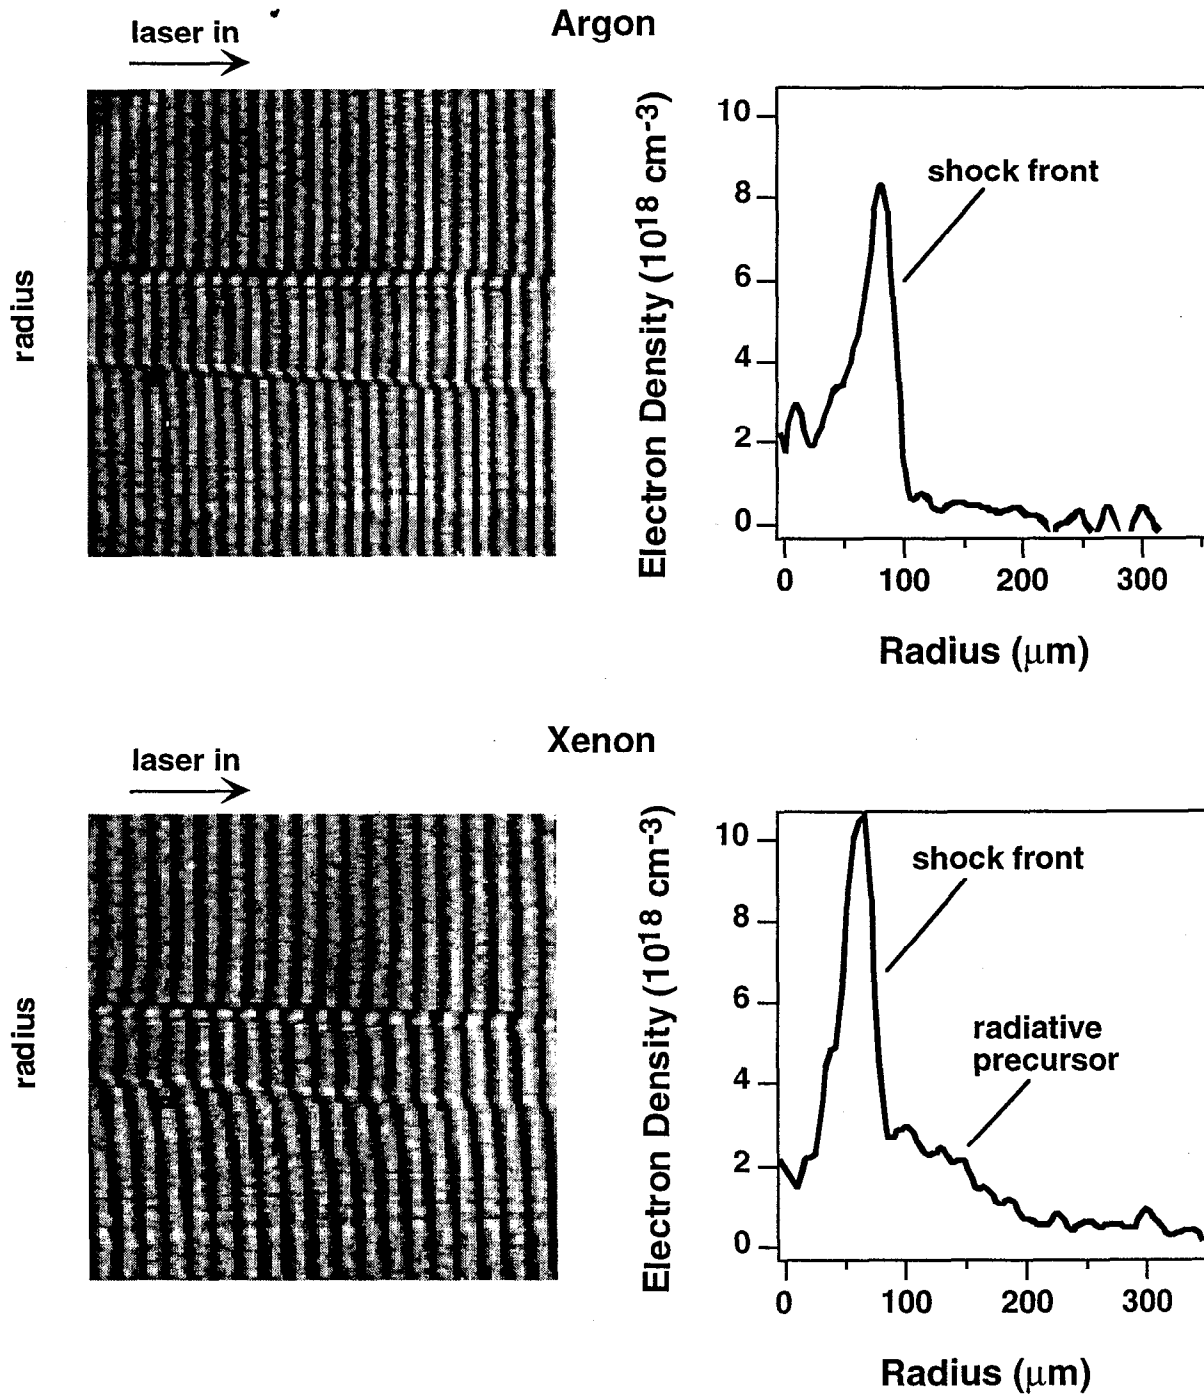 Argon
laser in
radius
Electron Density (10¹⁸ cm⁻³)
10
8
6
4
2
0
shock front
0 100 200 300
Radius (μm)
Xenon
laser in
radius
Electron Density (10¹⁸ cm⁻³)
10
8
6
4
2
0
shock front
radiative
precursor
0 100 200 300
Radius (μm)